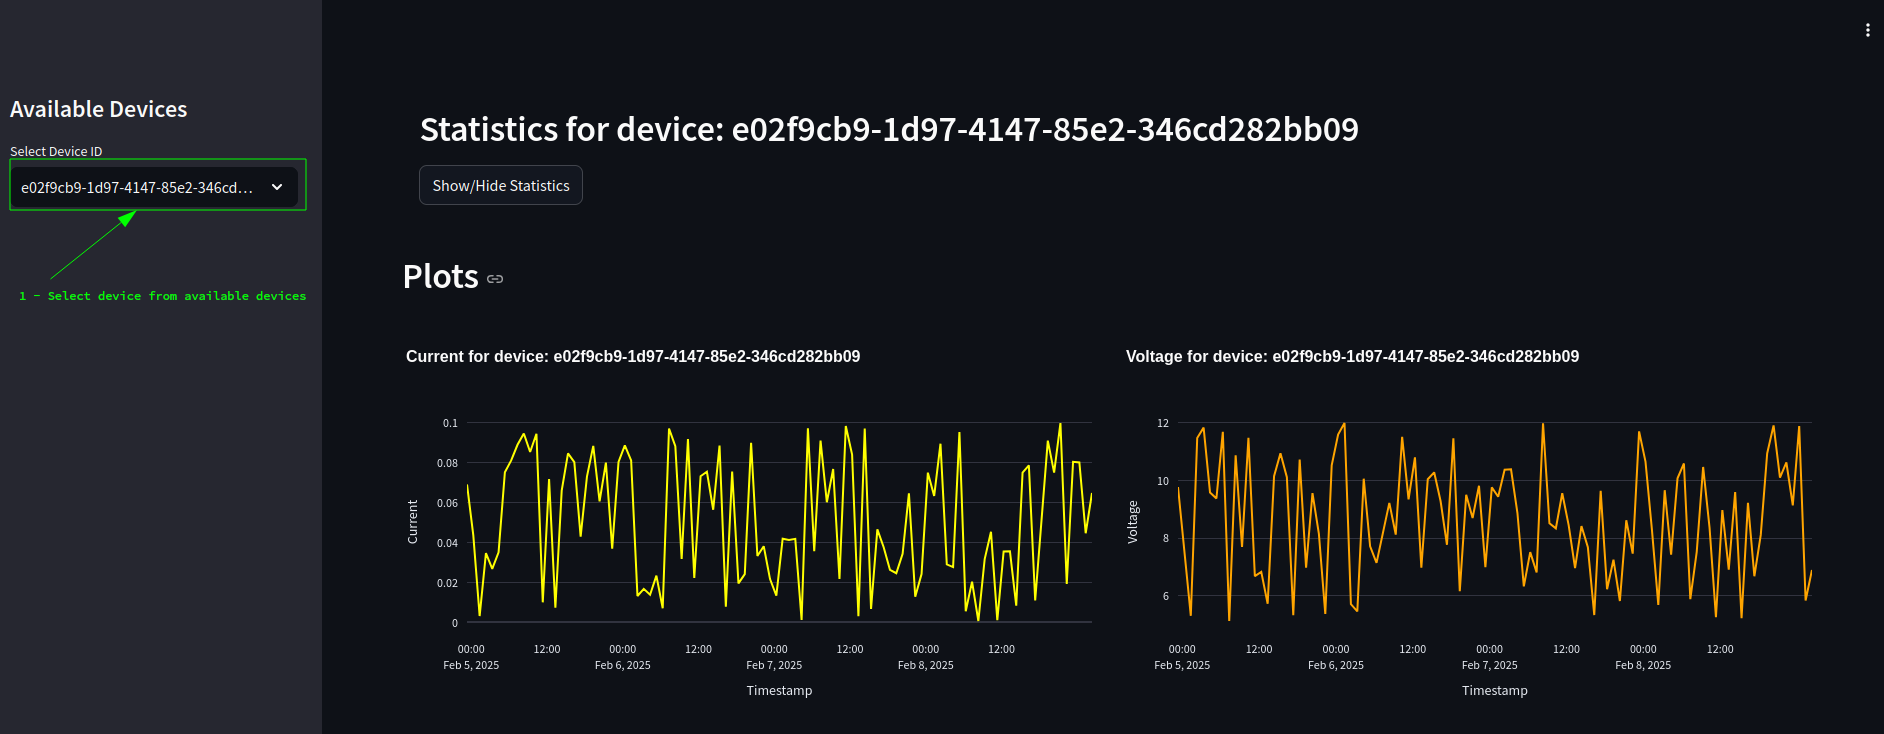 Available Devices
Select Device ID
e02f9cb9-1d97-4147-85e2-346cd...
1 - Select device from available devices
Statistics for device: e02f9cb9-1d97-4147-85e2-346cd282bb09
Show/Hide Statistics
Plots
Current for device: e02f9cb9-1d97-4147-85e2-346cd282bb09
0.1
0.08
0.06
0.04
0.02
0
Current
00:00 12:00 00:00 12:00 00:00 12:00 00:00 12:00
Feb 5, 2025 Feb 6, 2025 Feb 7, 2025 Feb 8, 2025
Timestamp
Voltage for device: e02f9cb9-1d97-4147-85e2-346cd282bb09
12
10
8
6
Voltage
00:00 12:00 00:00 12:00 00:00 12:00 00:00 12:00
Feb 5, 2025 Feb 6, 2025 Feb 7, 2025 Feb 8, 2025
Timestamp